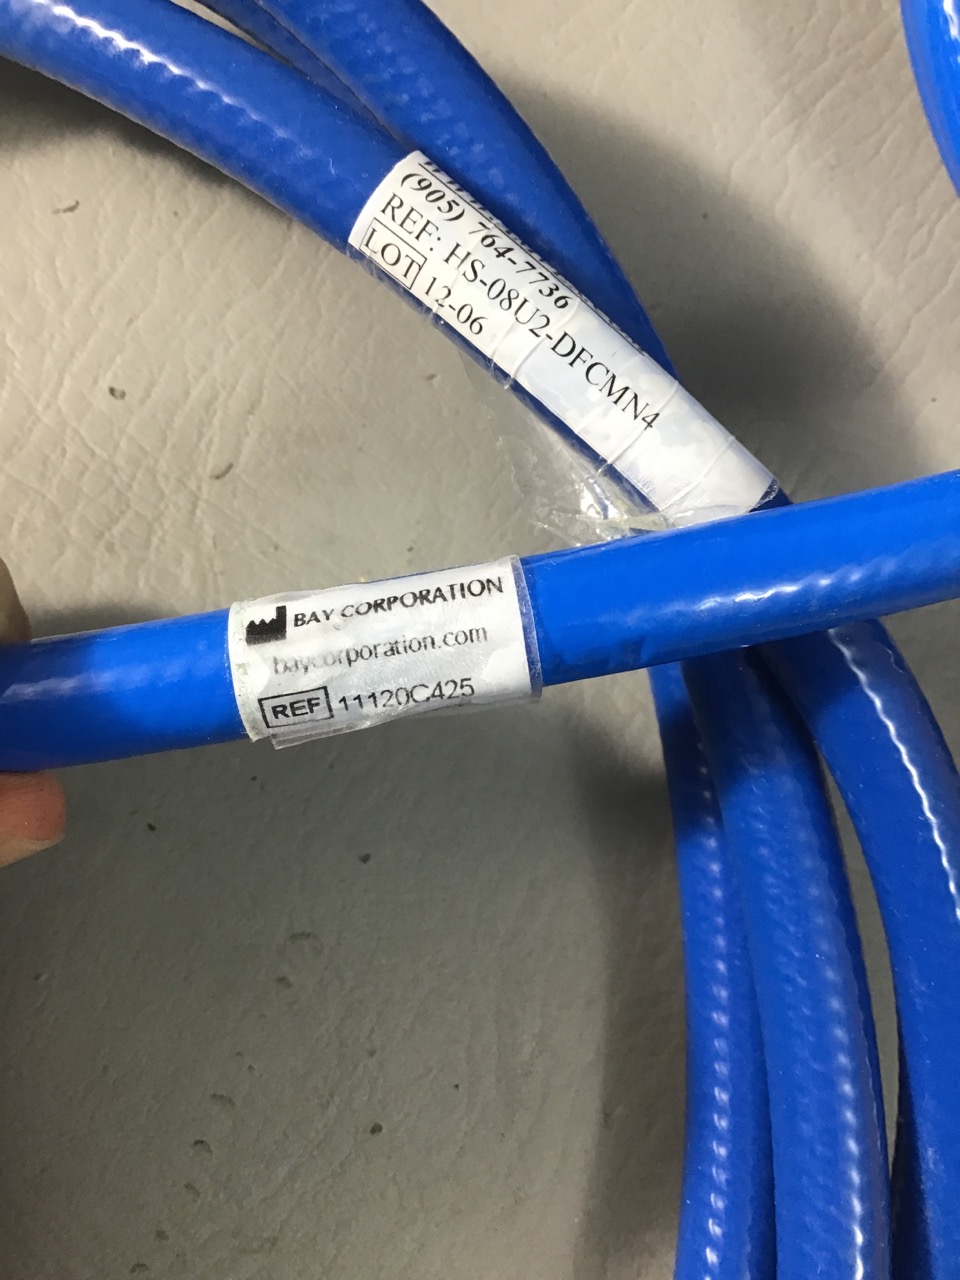 (905) 764-7736
REF: HS-08U2-DFCMN4
LOT 12-06
BAY CORPORATION
baycorporation.com
REF 11120C425